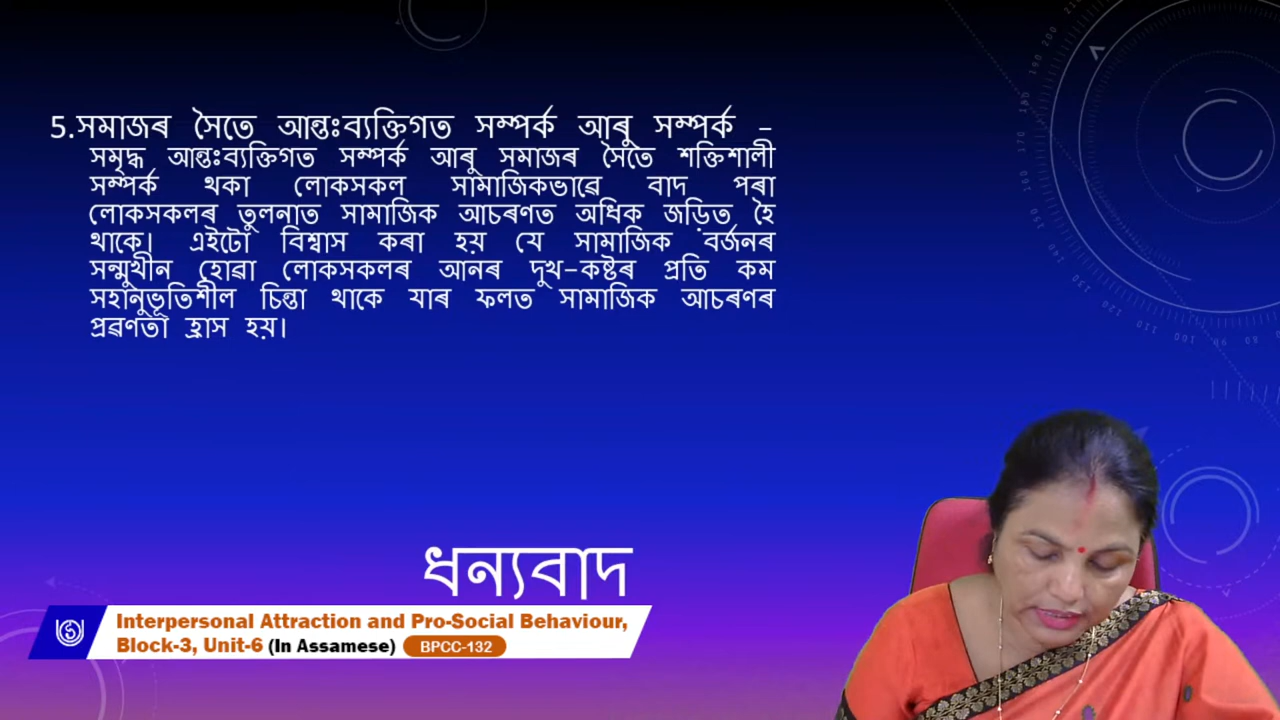 5.সমাজৰ সৈতে আন্তঃব্যক্তিগত সম্পৰ্ক আৰু সম্পৰ্ক –
সমৃদ্ধ আন্তঃব্যক্তিগত সম্পৰ্ক আৰু সমাজৰ সৈতে শক্তিশালী
সম্পৰ্ক থকা লোকসকল সামাজিকভাৱে বাদ পৰা
লোকসকলৰ তুলনাত সামাজিক আচৰণত অধিক জড়িত হৈ
থাকে। এইটো বিশ্বাস কৰা হয় যে সামাজিক বৰ্জনৰ
সন্মুখীন হোৱা লোকসকলৰ আনৰ দুখ–কষ্টৰ প্ৰতি কম
সহানুভূতিশীল চিন্তা থাকে যাৰ ফলত সামাজিক আচৰণৰ
প্ৰৱণতা হ্ৰাস হয়।
ধন্যবাদ
Interpersonal Attraction and Pro-Social Behaviour,
Block-3, Unit-6 (In Assamese) BPCC-132